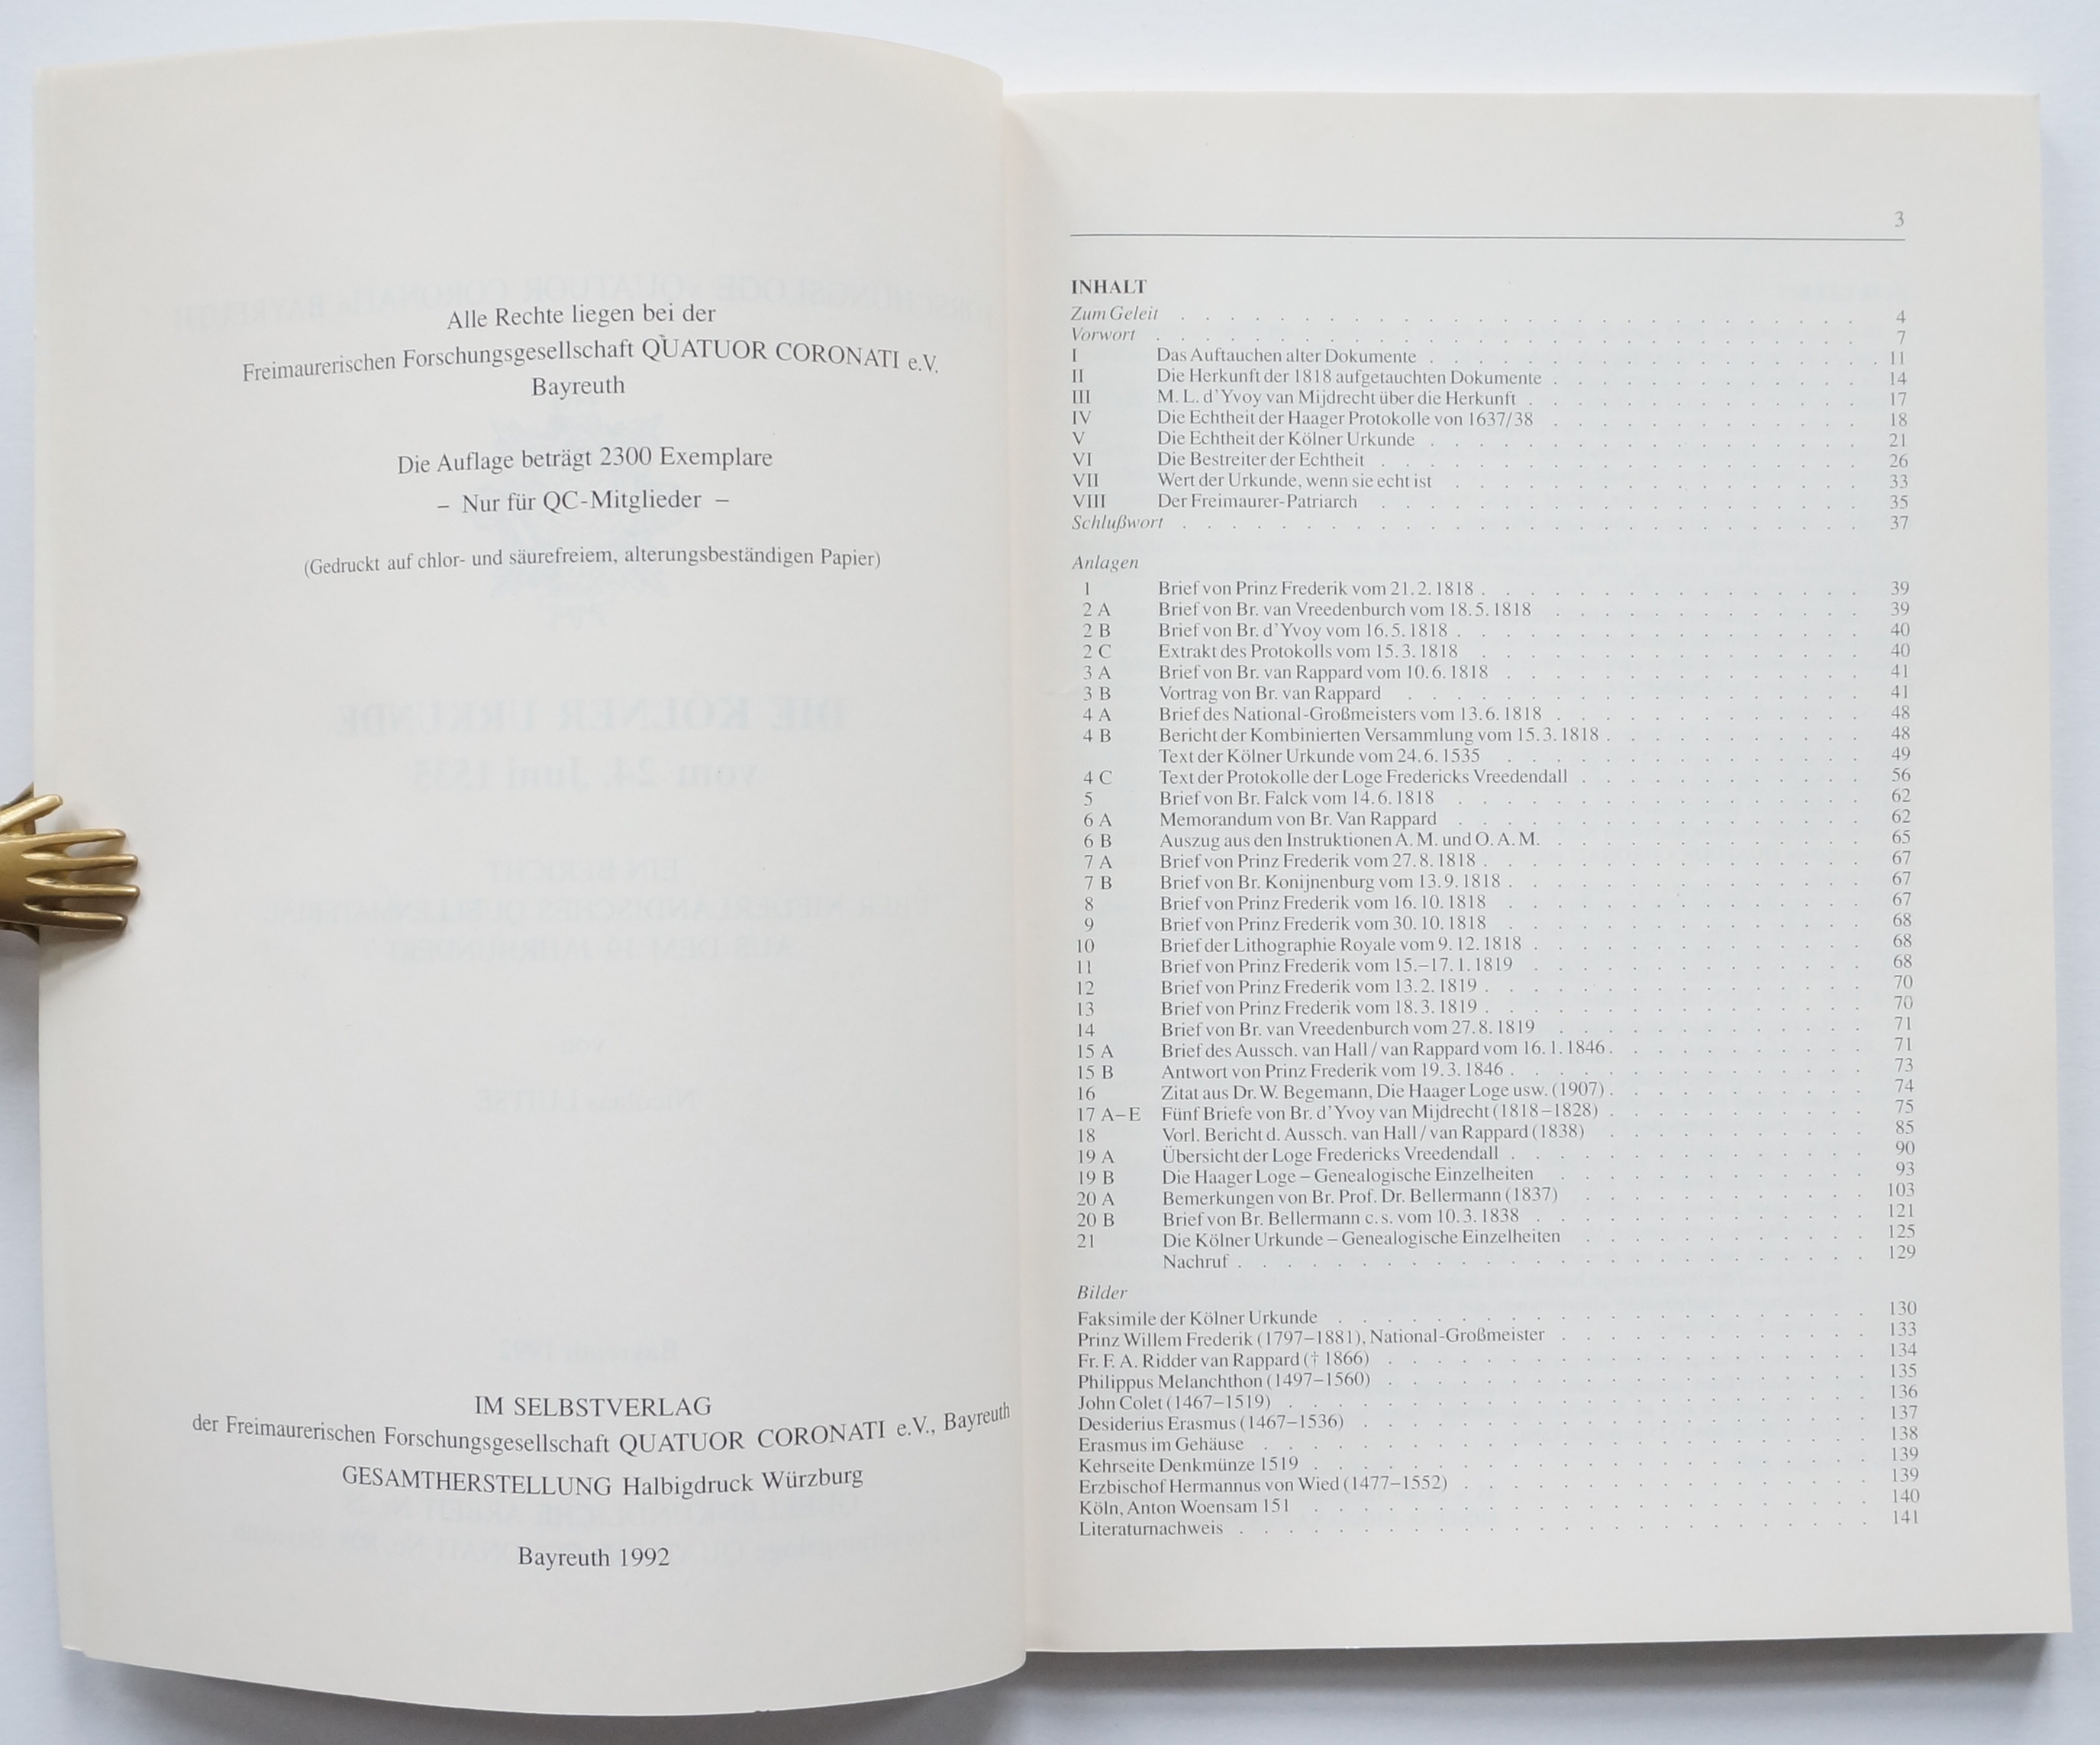 Alle Rechte liegen bei der
Freimaurerischen Forschungsgesellschaft QUATUOR CORONATI e.V.
Bayreuth
Die Auflage beträgt 2300 Exemplare
– Nur für QC-Mitglieder –
(Gedruckt auf chlor- und säurefreiem, alterungsbeständigen Papier)
IM SELBSTVERLAG
der Freimaurerischen Forschungsgesellschaft QUATUOR CORONATI e.V., Bayreuth
GESAMTHERSTELLUNG Halbigdruck Würzburg
Bayreuth 1992
3
INHALT
Zum Geleit 4
Vorwort 7
I Das Auftauchen alter Dokumente 11
II Die Herkunft der 1818 aufgetauchten Dokumente 14
III M. L. d'Yvoy van Mijdrecht über die Herkunft 17
IV Die Echtheit der Haager Protokolle von 1637/38 18
V Die Echtheit der Kölner Urkunde 21
VI Die Bestreiter der Echtheit 26
VII Wert der Urkunde, wenn sie echt ist 33
VIII Der Freimaurer-Patriarch 35
Schlußwort 37
Anlagen
1 Brief von Prinz Frederik vom 21.2.1818 39
2 A Brief von Br. van Vreedenburch vom 18.5.1818 39
2 B Brief von Br. d'Yvoy vom 16.5.1818 40
2 C Extrakt des Protokolls vom 15.3.1818 40
3 A Brief von Br. van Rappard vom 10.6.1818 41
3 B Vortrag von Br. van Rappard 41
4 A Brief des National-Großmeisters vom 13.6.1818 48
4 B Bericht der Kombinierten Versammlung vom 15.3.1818 48
Text der Kölner Urkunde vom 24.6.1535 49
4 C Text der Protokolle der Loge Fredericks Vreedendall 56
5 Brief von Br. Falck vom 14.6.1818 62
6 A Memorandum von Br. Van Rappard 62
6 B Auszug aus den Instruktionen A. M. und O. A. M. 65
7 A Brief von Prinz Frederik vom 27.8.1818 67
7 B Brief von Br. Konijnenburg vom 13.9.1818 67
8 Brief von Prinz Frederik vom 16.10.1818 67
9 Brief von Prinz Frederik vom 30.10.1818 68
10 Brief der Lithographie Royale vom 9.12.1818 68
11 Brief von Prinz Frederik vom 15.–17.1.1819 68
12 Brief von Prinz Frederik vom 13.2.1819 70
13 Brief von Prinz Frederik vom 18.3.1819 70
14 Brief von Br. van Vreedenburch vom 27.8.1819 71
15 A Brief des Aussch. van Hall / van Rappard vom 16.1.1846 71
15 B Antwort von Prinz Frederik vom 19.3.1846 73
16 Zitat aus Dr. W. Begemann, Die Haager Loge usw. (1907) 74
17 A–E Fünf Briefe von Br. d'Yvoy van Mijdrecht (1818–1828) 75
18 Vorl. Bericht d. Aussch. van Hall / van Rappard (1838) 85
19 A Übersicht der Loge Fredericks Vreedendall 90
19 B Die Haager Loge – Genealogische Einzelheiten 93
20 A Bemerkungen von Br. Prof. Dr. Bellermann (1837) 103
20 B Brief von Br. Bellermann c. s. vom 10.3.1838 121
21 Die Kölner Urkunde – Genealogische Einzelheiten 125
Nachruf 129
Bilder
Faksimile der Kölner Urkunde 130
Prinz Willem Frederik (1797–1881), National-Großmeister 133
Fr. F. A. Ridder van Rappard († 1866) 134
Philippus Melanchthon (1497–1560) 135
John Colet (1467–1519) 136
Desiderius Erasmus (1467–1536) 137
Erasmus im Gehäuse 138
Kehrseite Denkmünze 1519 139
Erzbischof Hermannus von Wied (1477–1552) 139
Köln, Anton Woensam 151 140
Literaturnachweis 141